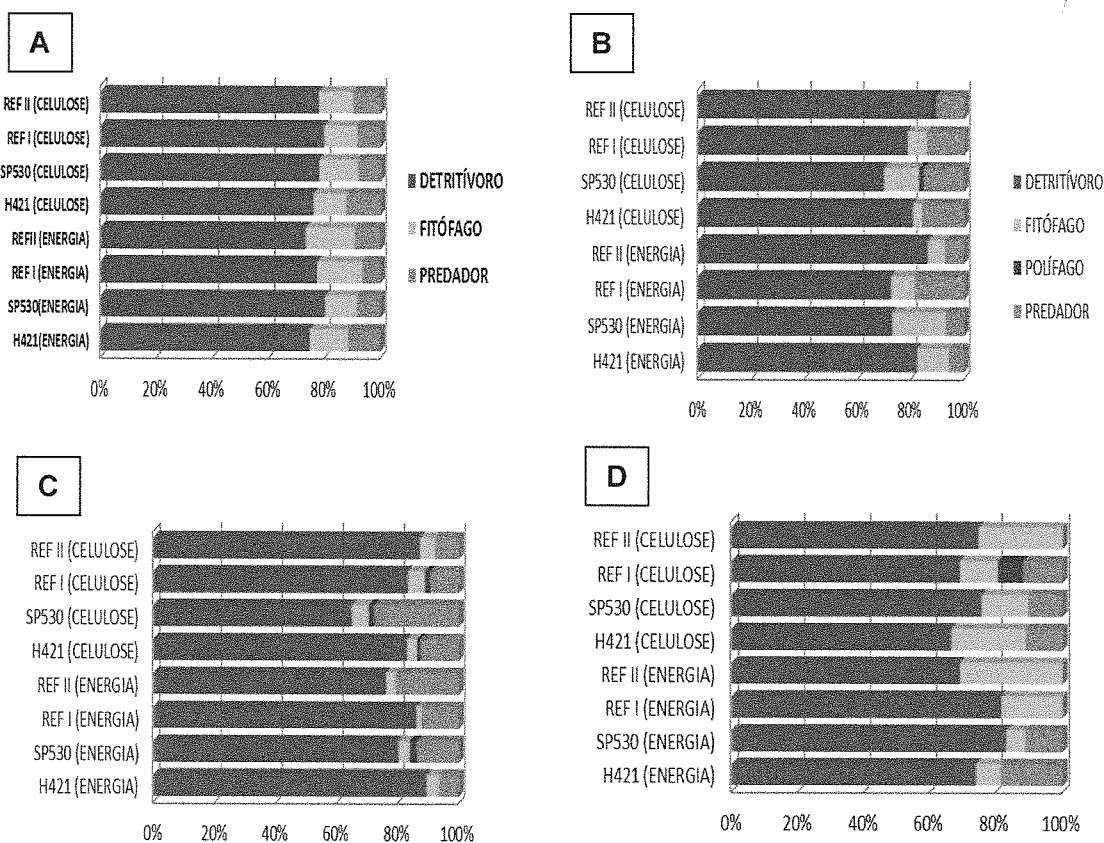 A
REF II (CELULOSE)
REF I (CELULOSE)
SP530 (CELULOSE)
H421 (CELULOSE)
REFII (ENERGIA)
REF I (ENERGIA)
SP530(ENERGIA)
H421(ENERGIA)
0% 20% 40% 60% 80% 100%
DETRITÍVORO
FITÓFAGO
PREDADOR
B
REF II (CELULOSE)
REF I (CELULOSE)
SP530 (CELULOSE)
H421 (CELULOSE)
REF II (ENERGIA)
REF I (ENERGIA)
SP530 (ENERGIA)
H421 (ENERGIA)
0% 20% 40% 60% 80% 100%
DETRITÍVORO
FITÓFAGO
POLÍFAGO
PREDADOR
C
REF II (CELULOSE)
REF I (CELULOSE)
SP530 (CELULOSE)
H421 (CELULOSE)
REF II (ENERGIA)
REF I (ENERGIA)
SP530 (ENERGIA)
H421 (ENERGIA)
0% 20% 40% 60% 80% 100%
D
REF II (CELULOSE)
REF I (CELULOSE)
SP530 (CELULOSE)
H421 (CELULOSE)
REF II (ENERGIA)
REF I (ENERGIA)
SP530 (ENERGIA)
H421 (ENERGIA)
0% 20% 40% 60% 80% 100%